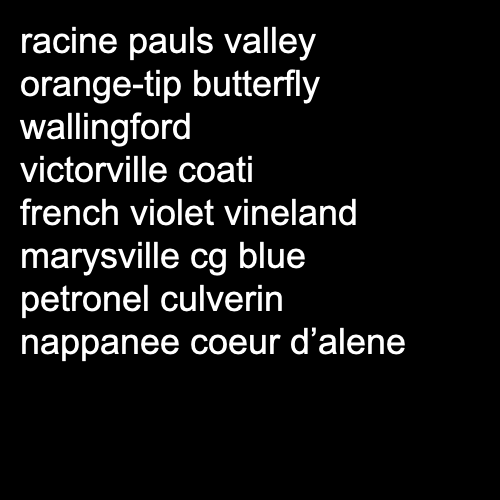 racine pauls valley
orange-tip butterfly
wallingford
victorville coati
french violet vineland
marysville cg blue
petronel culverin
nappanee coeur d’alene